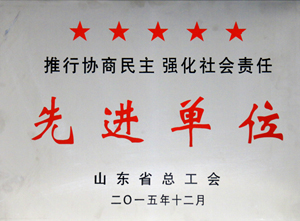 推行协商民主 强化社会责任
先进单位
山东省总工会
二〇一五年十二月